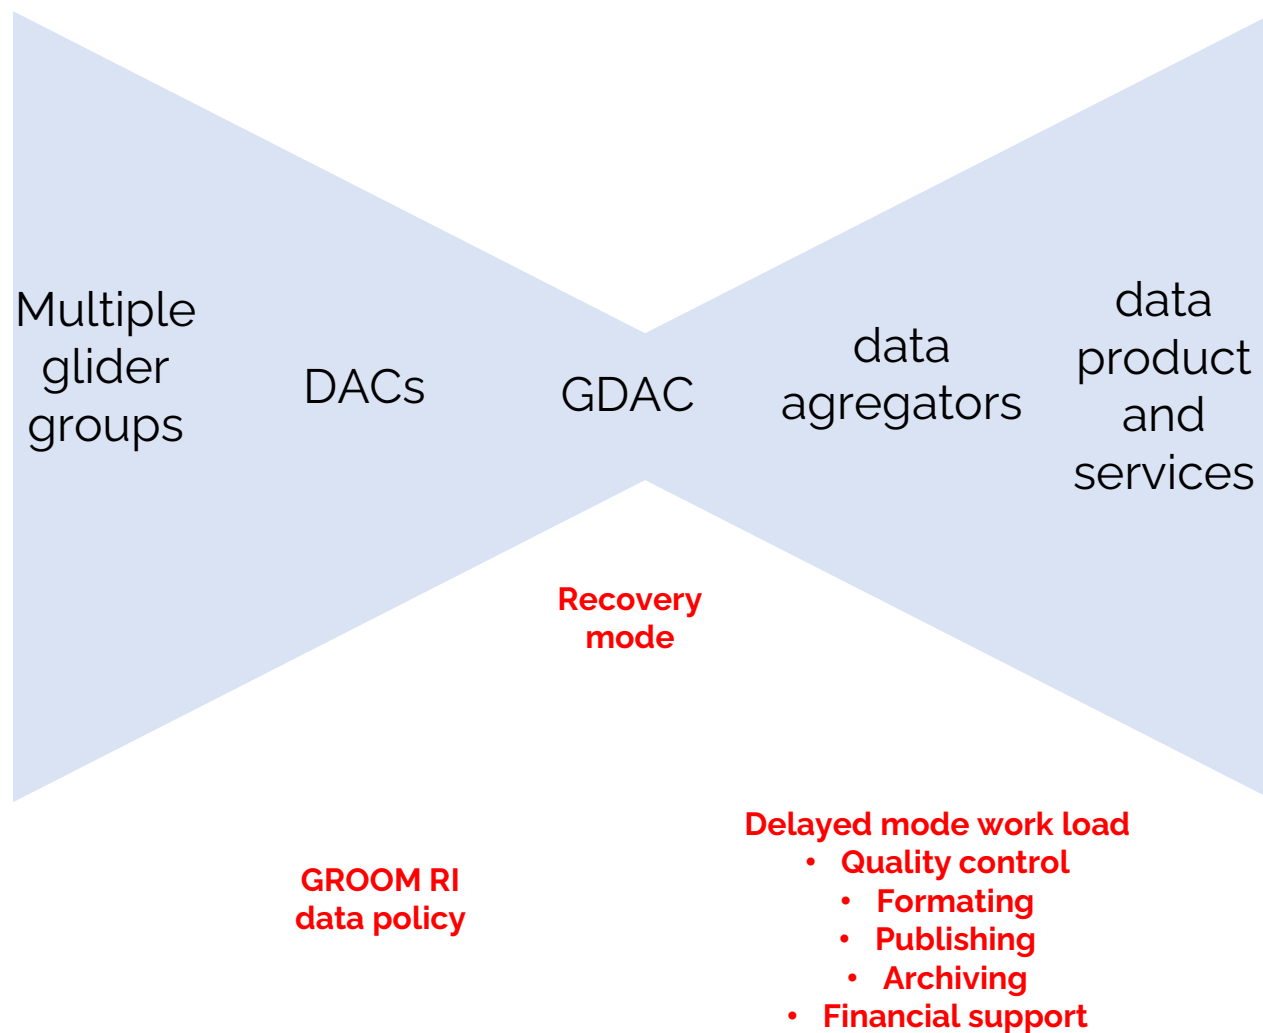 Multiple
glider
groups
DACs
GDAC
data
agregators
data
product
and
services
Recovery
mode
GROOM RI
data policy
Delayed mode work load
• Quality control
• Formating
• Publishing
• Archiving
• Financial support